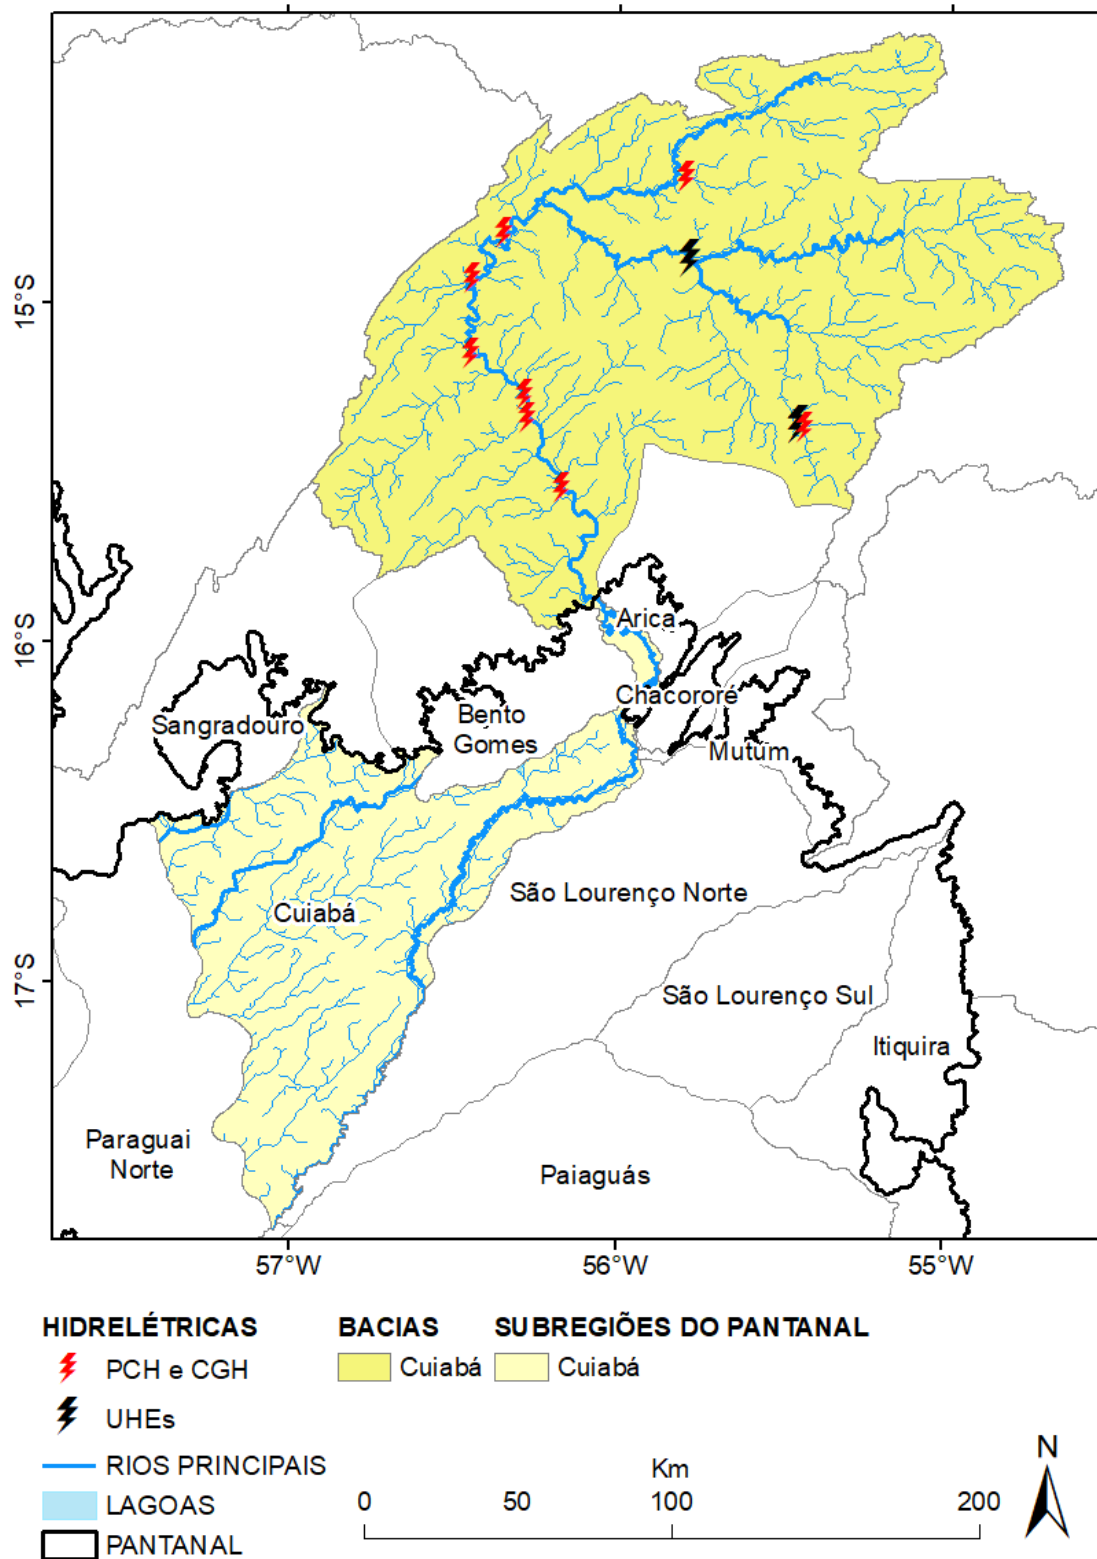 15°S
Arica
16°S
Chacororé
Sangradouro
Bento
Gomes
Mutum
São Lourenço Norte
Cuiabá
17°S
São Lourenço Sul
Itiquira
Paraguai
Norte
Paiaguás
57°W
56°W
55°W
HIDRELÉTRICAS
BACIAS
SUBREGIÕES DO PANTANAL
PCH e CGH
Cuiabá
Cuiabá
UHEs
RIOS PRINCIPAIS
LAGOAS
PANTANAL
Km
0 50 100 200
N